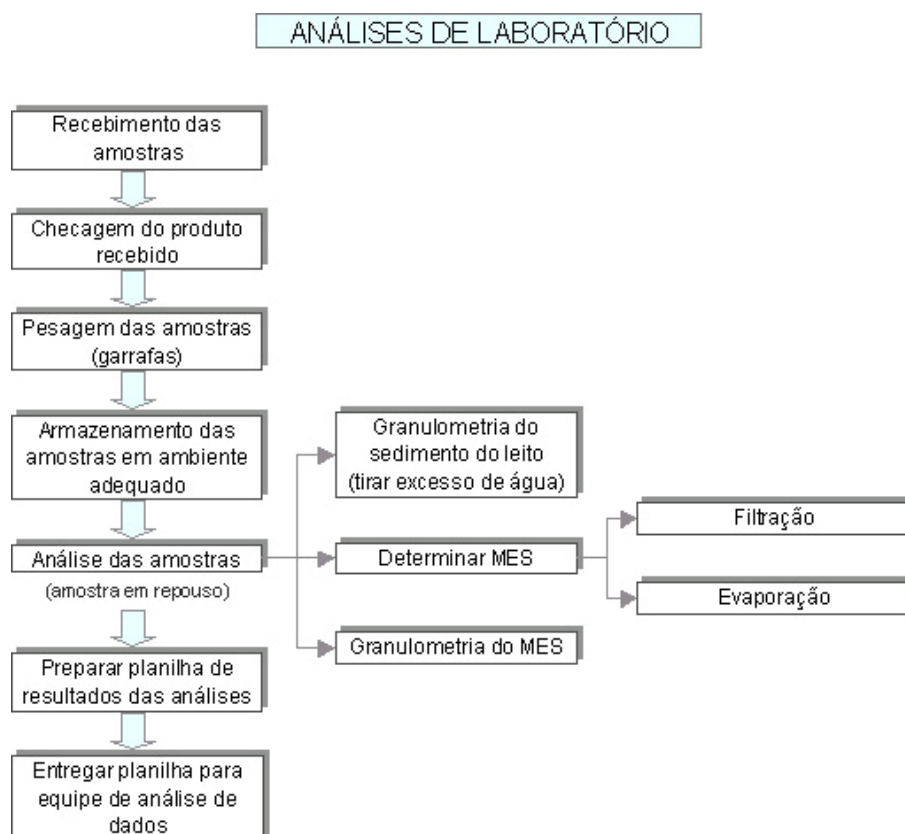 ANÁLISES DE LABORATÓRIO
Recebimento das
amostras
Checagem do produto
recebido
Pesagem das amostras
(garrafas)
Armazenamento das
amostras em ambiente
adequado
Análise das amostras
(amostra em repouso)
Granulometria do
sedimento do leito
(tirar excesso de água)
Determinar MES
Granulometria do MES
Filtração
Evaporação
Preparar planilha de
resultados das análises
Entregar planilha para
equipe de análise de
dados